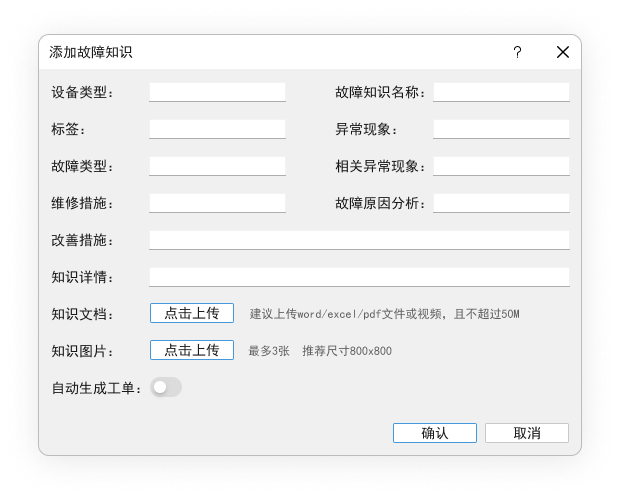 添加故障知识 ?
设备类型： 故障知识名称：
标签： 异常现象：
故障类型： 相关异常现象：
维修措施： 故障原因分析：
改善措施：
知识详情：
知识文档： 点击上传 建议上传word/excel/pdf文件或视频，且不超过50M
知识图片： 点击上传 最多3张 推荐尺寸800x800
自动生成工单：
确认 取消